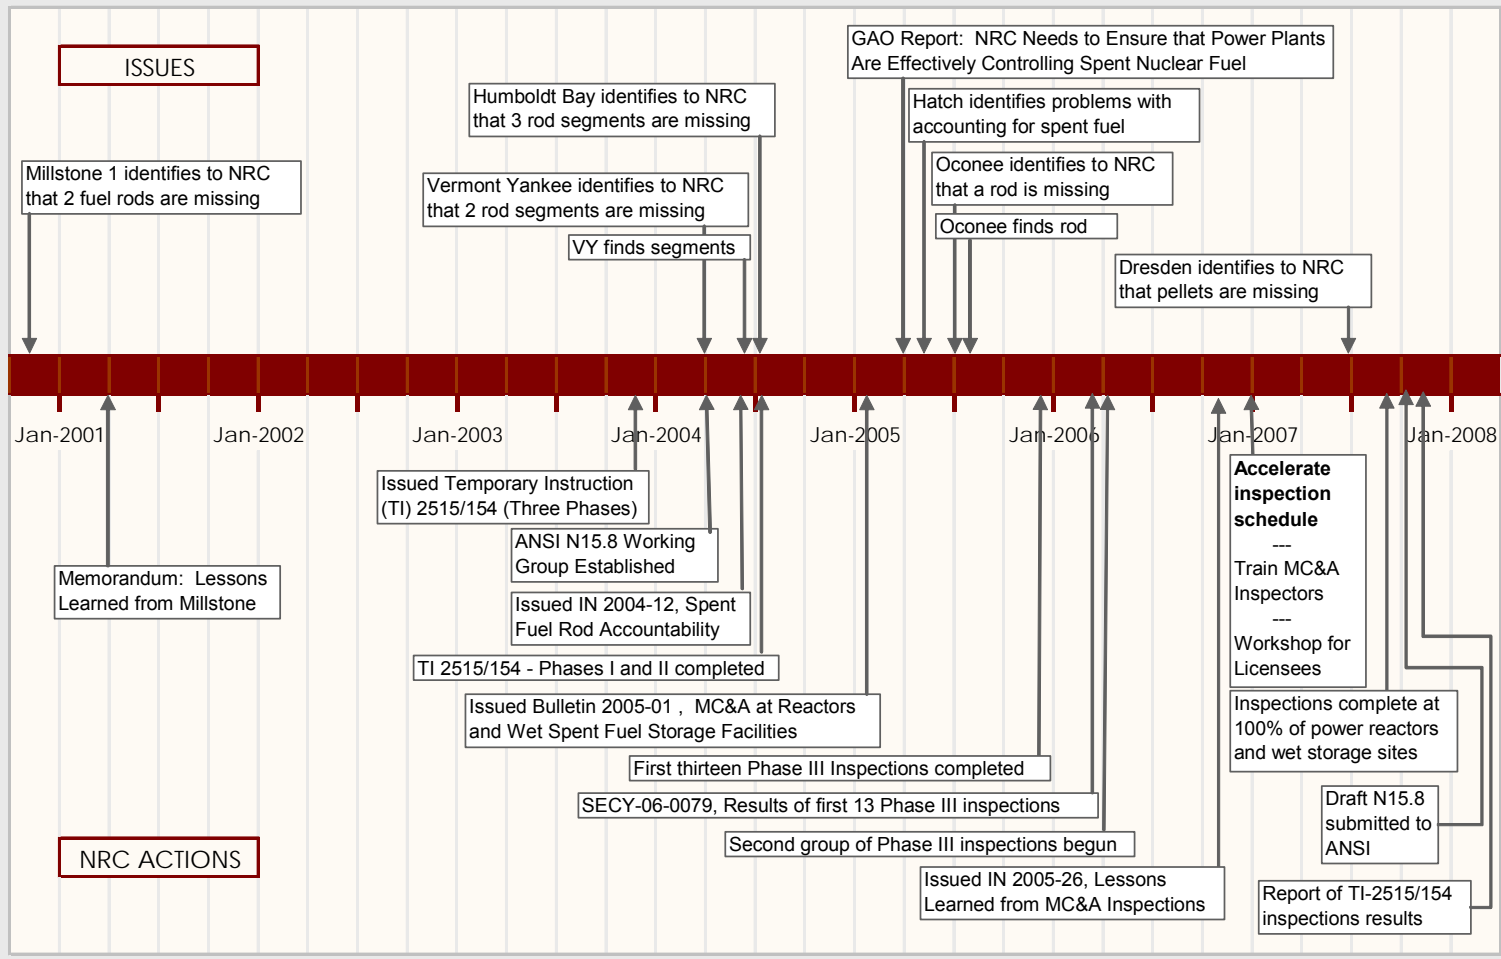 ISSUES
GAO Report:  NRC Needs to Ensure that Power Plants
Are Effectively Controlling Spent Nuclear Fuel
Humboldt Bay identifies to NRC
that 3 rod segments are missing
Hatch identifies problems with
accounting for spent fuel
Millstone 1 identifies to NRC
that 2 fuel rods are missing
Vermont Yankee identifies to NRC
that 2 rod segments are missing
Oconee identifies to NRC
that a rod is missing
VY finds segments
Oconee finds rod
Dresden identifies to NRC
that pellets are missing
Jan-2001
Jan-2002
Jan-2003
Jan-2004
Jan-2005
Jan-2006
Jan-2007
Jan-2008
Issued Temporary Instruction
(TI) 2515/154 (Three Phases)
ANSI N15.8 Working
Group Established
Memorandum:  Lessons
Learned from Millstone
Issued IN 2004-12, Spent
Fuel Rod Accountability
TI 2515/154 - Phases I and II completed
Issued Bulletin 2005-01 ,  MC&A at Reactors
and Wet Spent Fuel Storage Facilities
First thirteen Phase III Inspections completed
SECY-06-0079, Results of first 13 Phase III inspections
Second group of Phase III inspections begun
Issued IN 2005-26, Lessons
Learned from MC&A Inspections
Accelerate
inspection
schedule
---
Train MC&A
Inspectors
---
Workshop for
Licensees
Inspections complete at
100% of power reactors
and wet storage sites
Draft N15.8
submitted to
ANSI
Report of TI-2515/154
inspections results
NRC ACTIONS